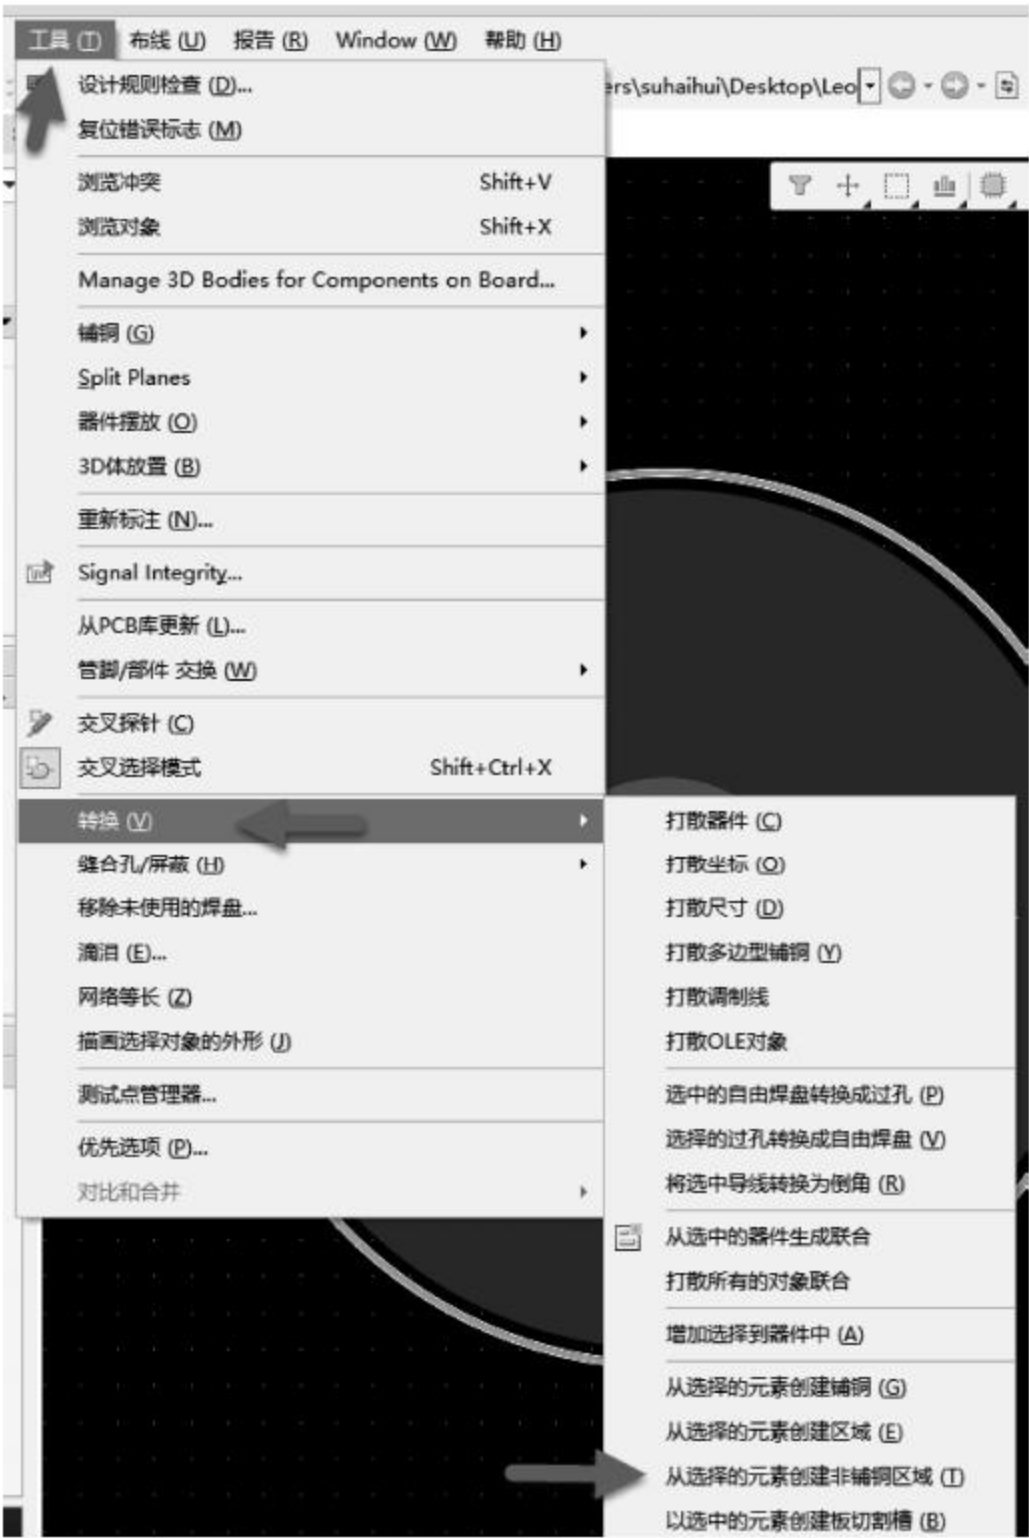 工具 (T) 布线 (U) 报告 (R) Window (W) 帮助 (H)
ers\suhaihui\Desktop\Leo
设计规则检查 (D)...
复位错误标志 (M)
浏览冲突 Shift+V
浏览对象 Shift+X
Manage 3D Bodies for Components on Board...
铺铜 (G)
Split Planes
器件摆放 (O)
3D体放置 (B)
重新标注 (N)...
Signal Integrity...
从PCB库更新 (L)...
管脚/部件 交换 (W)
交叉探针 (C)
交叉选择模式 Shift+Ctrl+X
转换 (V)
缝合孔/屏蔽 (H)
移除未使用的焊盘...
滴泪 (E)...
网络等长 (Z)
描画选择对象的外形 (J)
测试点管理器...
优先选项 (P)...
对比和合并
打散器件 (C)
打散坐标 (O)
打散尺寸 (D)
打散多边型铺铜 (Y)
打散调制线
打散OLE对象
选中的自由焊盘转换成过孔 (P)
选择的过孔转换成自由焊盘 (V)
将选中导线转换为倒角 (R)
从选中的器件生成联合
打散所有的对象联合
增加选择到器件中 (A)
从选择的元素创建铺铜 (G)
从选择的元素创建区域 (E)
从选择的元素创建非铺铜区域 (T)
以选中的元素创建板切割槽 (B)